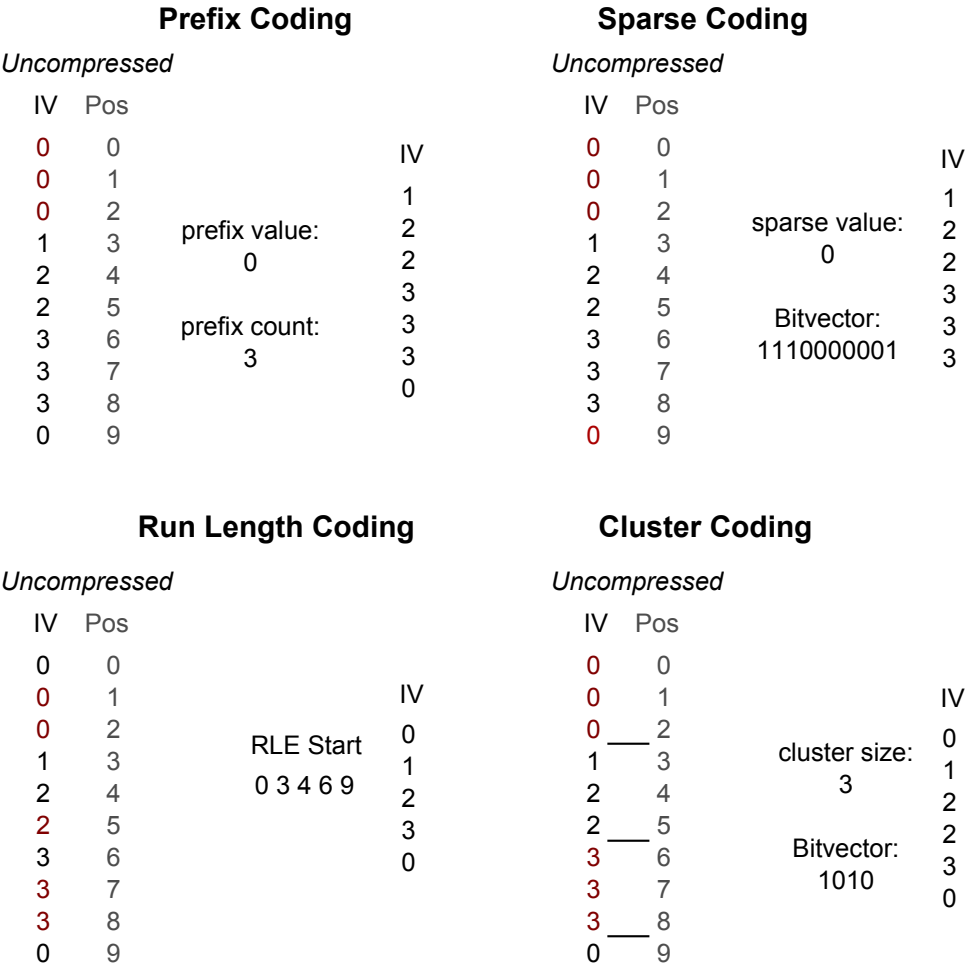 Prefix Coding
Uncompressed
IV Pos
0 0
0 1
0 2
1 3
2 4
2 5
3 6
3 7
3 8
0 9
prefix value:
0
prefix count:
3
IV
1
2
2
3
3
3
0
Sparse Coding
Uncompressed
IV Pos
0 0
0 1
0 2
1 3
2 4
2 5
3 6
3 7
3 8
0 9
sparse value:
0
Bitvector:
1110000001
IV
1
2
2
3
3
3
Run Length Coding
Uncompressed
IV Pos
0 0
0 1
0 2
1 3
2 4
2 5
3 6
3 7
3 8
0 9
RLE Start
0 3 4 6 9
IV
0
1
2
3
0
Cluster Coding
Uncompressed
IV Pos
0 0
0 1
0 2
1 3
2 4
2 5
3 6
3 7
3 8
0 9
cluster size:
3
Bitvector:
1010
IV
0
1
2
2
3
0